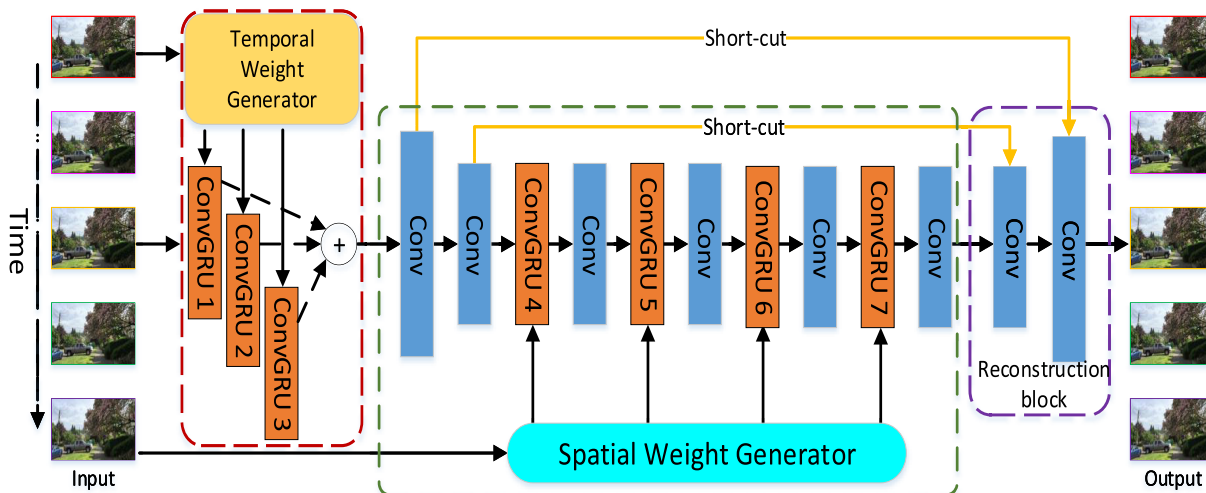 Temporal
Weight
Generator
Short-cut
Short-cut
Time
ConvGRU 1
ConvGRU 2
ConvGRU 3
+
Conv
Conv
ConvGRU 4
Conv
ConvGRU 5
Conv
ConvGRU 6
Conv
ConvGRU 7
Conv
Conv
Conv
Reconstruction
block
Spatial Weight Generator
Input
Output